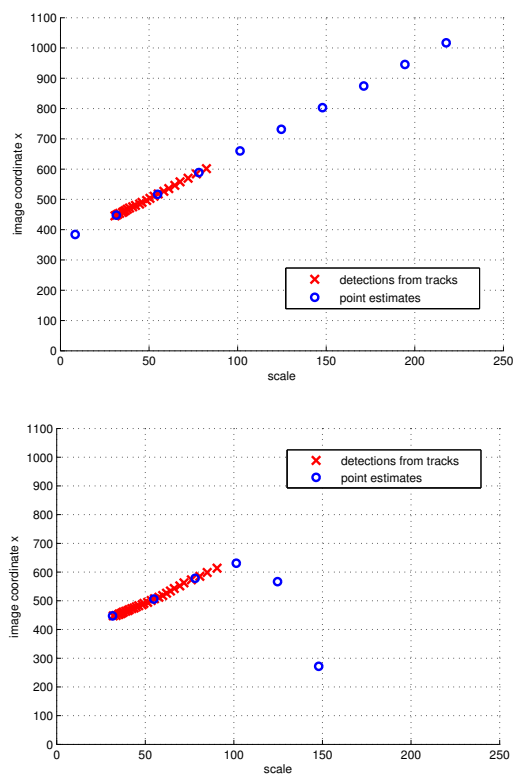 1100
1000
900
800
700
600
500
400
300
200
100
0
image coordinate x
detections from tracks
point estimates
0 50 100 150 200 250
scale
1100
1000
900
800
700
600
500
400
300
200
100
0
image coordinate x
detections from tracks
point estimates
0 50 100 150 200 250
scale